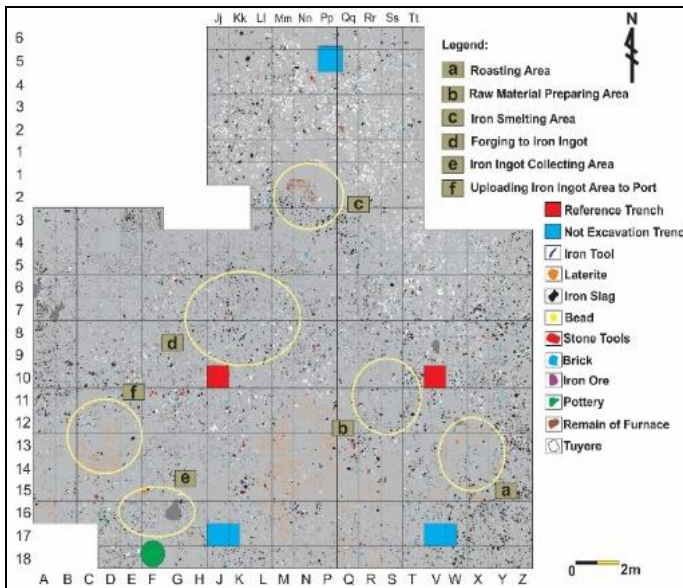 Jj Kk Ll Mm Nn Pp Qq Rr Ss Tt
N
6
5
4
3
2
1
1
2
3
4
5
6
7
8
9
10
11
12
13
14
15
16
17
18
A B C D E F G H I J K L M N O P Q R S T U V W X Y Z
c
d
f
b
e
a
Legend:
a Roasting Area
b Raw Material Preparing Area
c Iron Smelting Area
d Forging to Iron Ingot
e Iron Ingot Collecting Area
f Uploading Iron Ingot Area to Port
Reference Trench
Not Excavation Trenc
Iron Tool
Laterite
Iron Slag
Bead
Stone Tools
Brick
Iron Ore
Pottery
Remain of Furnace
Tuyere
0 2m